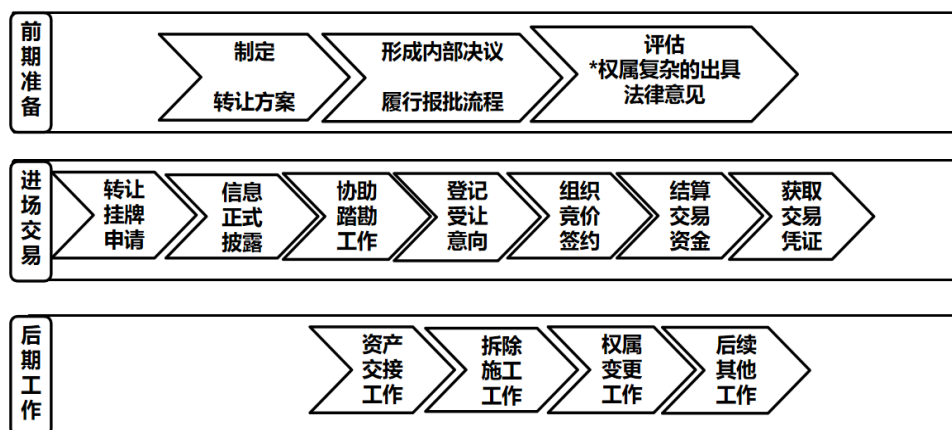 前期准备
制定
转让方案
形成内部决议
履行报批流程
评估
*权属复杂的出具
法律意见
进场交易
转让
挂牌
申请
信息
正式
披露
协助
踏勘
工作
登记
受让
意向
组织
竞价
签约
结算
交易
资金
获取
交易
凭证
后期工作
资产
交接
工作
拆除
施工
工作
权属
变更
工作
后续
其他
工作